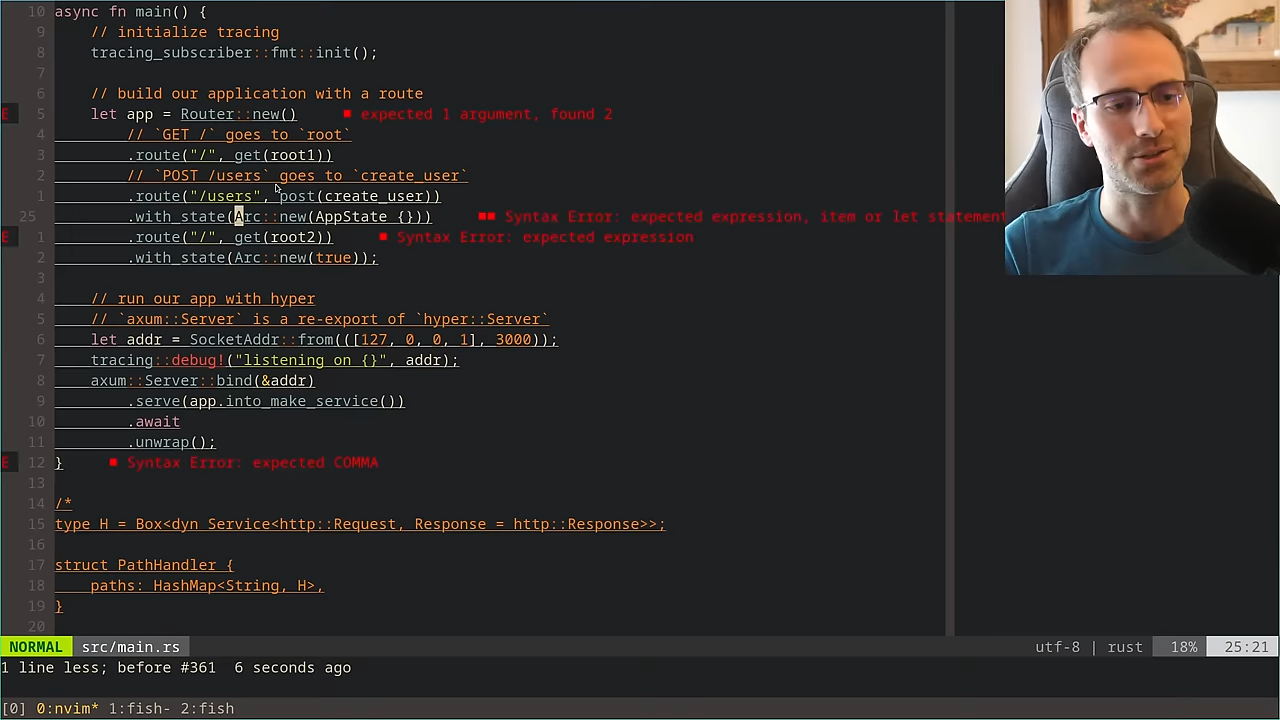 10 async fn main() {
9 // initialize tracing
8 tracing_subscriber::fmt::init();
7
6 // build our application with a route
E 5 let app = Router::new() ■ expected 1 argument, found 2
4 // `GET /` goes to `root`
3 .route("/", get(root1))
2 // `POST /users` goes to `create_user`
1 .route("/users", post(create_user))
25 .with_state(Arc::new(AppState {})) ■■ Syntax Error: expected expression, item or let statement
E 1 .route("/", get(root2)) ■ Syntax Error: expected expression
2 .with_state(Arc::new(true));
3
4 // run our app with hyper
5 // `axum::Server` is a re-export of `hyper::Server`
6 let addr = SocketAddr::from(([127, 0, 0, 1], 3000));
7 tracing::debug!("listening on {}", addr);
8 axum::Server::bind(&addr)
9 .serve(app.into_make_service())
10 .await
11 .unwrap();
E 12 } ■ Syntax Error: expected COMMA
13
14 /*
15 type H = Box<dyn Service<http::Request, Response = http::Response>>;
16
17 struct PathHandler {
18 paths: HashMap<String, H>,
19 }
20
NORMAL src/main.rs utf-8 | rust 18% 25:21
1 line less; before #361 6 seconds ago
[0] 0:nvim* 1:fish- 2:fish